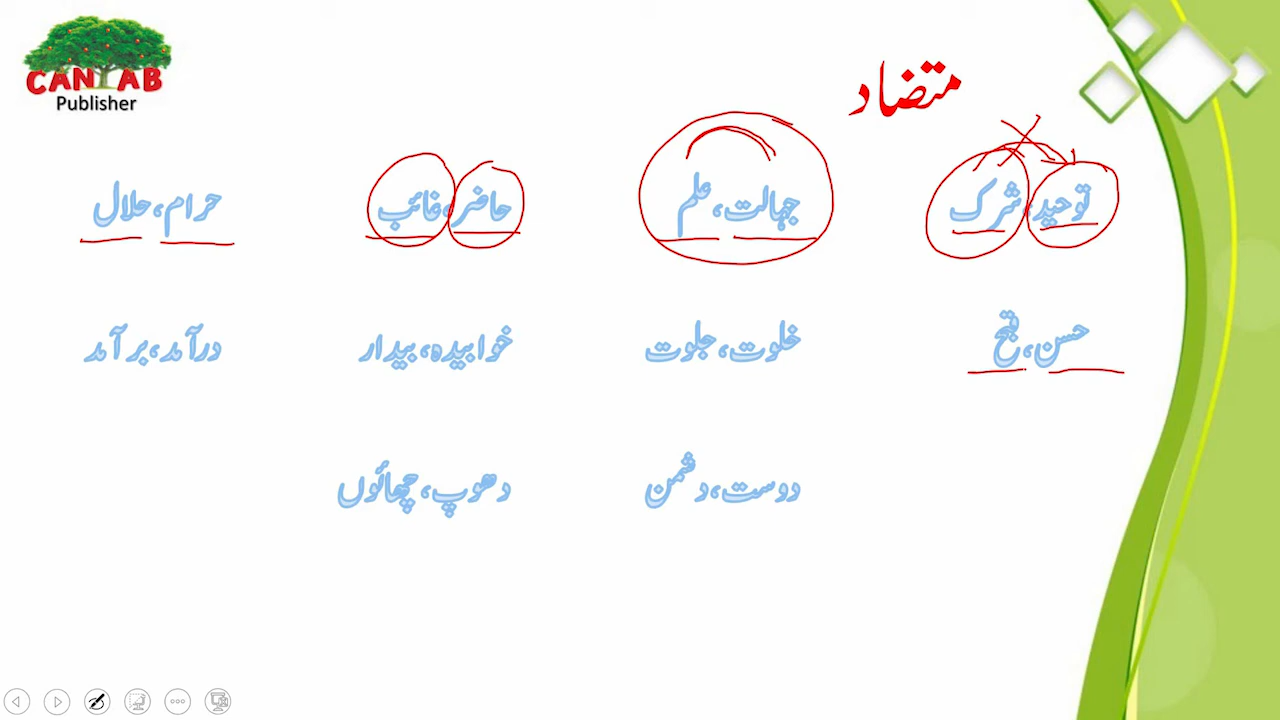 CANTAB
Publisher
متضاد
توحید، شرک جہالت، علم حاضر، غائب حرام، حلال
حسن، قبح خلوت، جلوت خوابیدہ، بیدار درآمد، برآمد
دوست، دشمن دھوپ، چھائوں